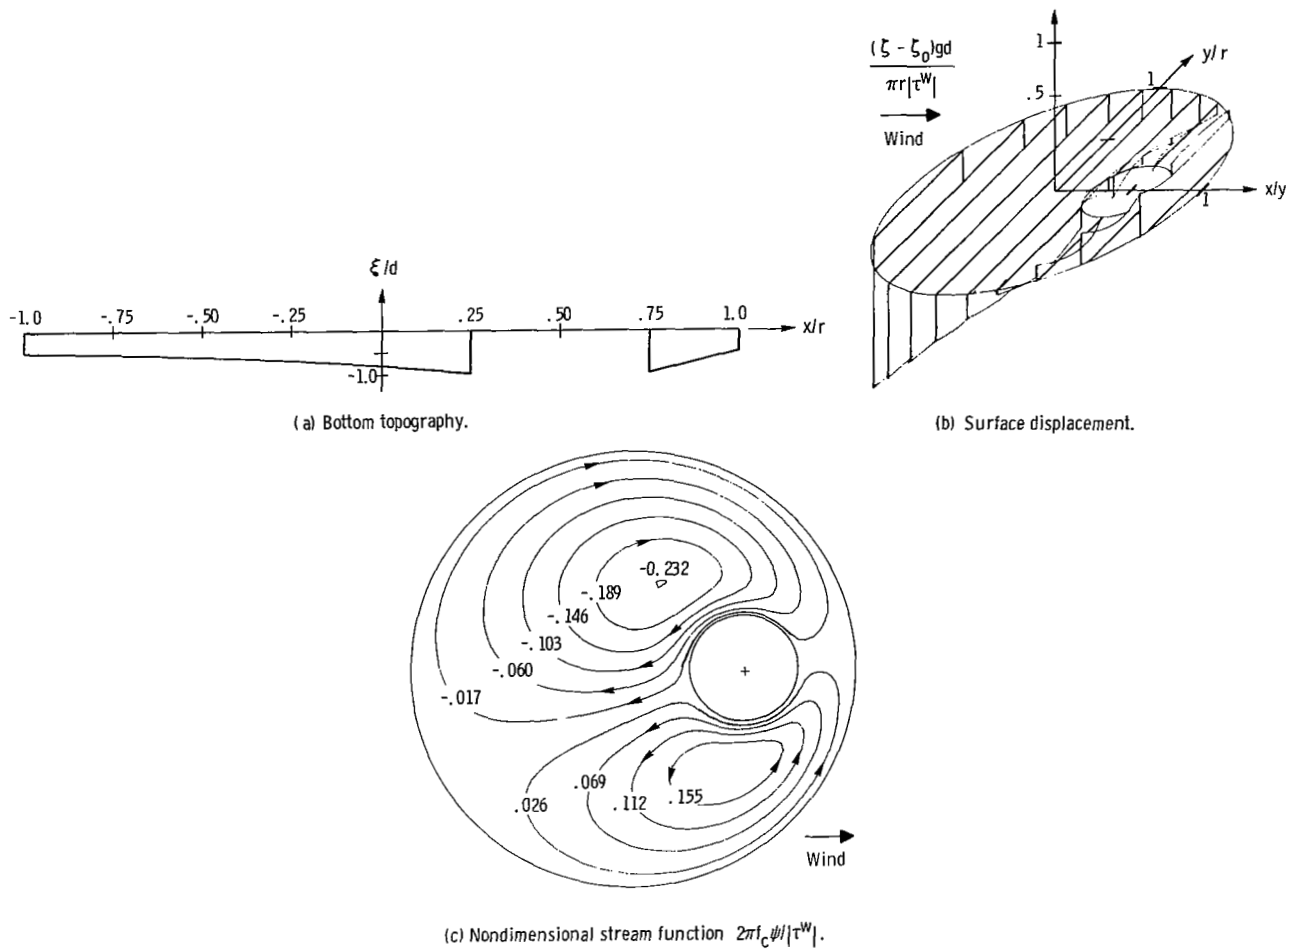 (ζ - ζ₀)gd
πr|τᵂ|
Wind
1
.5
y/r
1
x/y
1
ξ/d
-1.0
-.75
-.50
-.25
.25
.50
.75
1.0
x/r
-1.0
(a) Bottom topography.
(b) Surface displacement.
-0.232
-.189
-.146
-.103
-.060
-.017
.069
.026
.112
.155
Wind
(c) Nondimensional stream function 2πf_cψ/|τᵂ|.